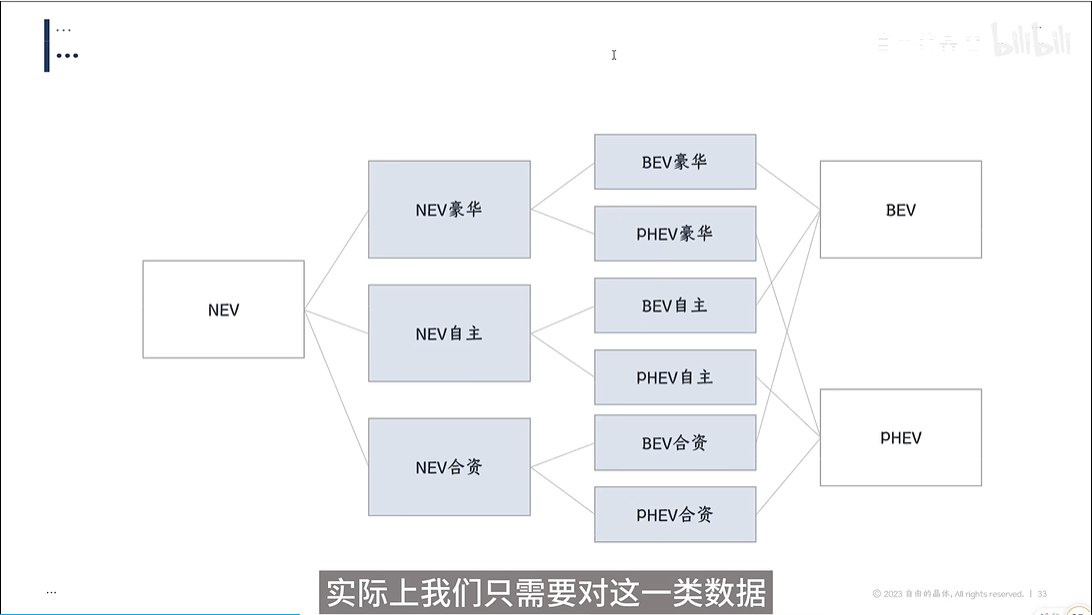 ...
...
bilibili
NEV
NEV豪华
NEV自主
NEV合资
BEV豪华
PHEV豪华
BEV自主
PHEV自主
BEV合资
PHEV合资
BEV
PHEV
实际上我们只需要对这一类数据
...
© 2023 自由的晶体, All rights reserved. | 33